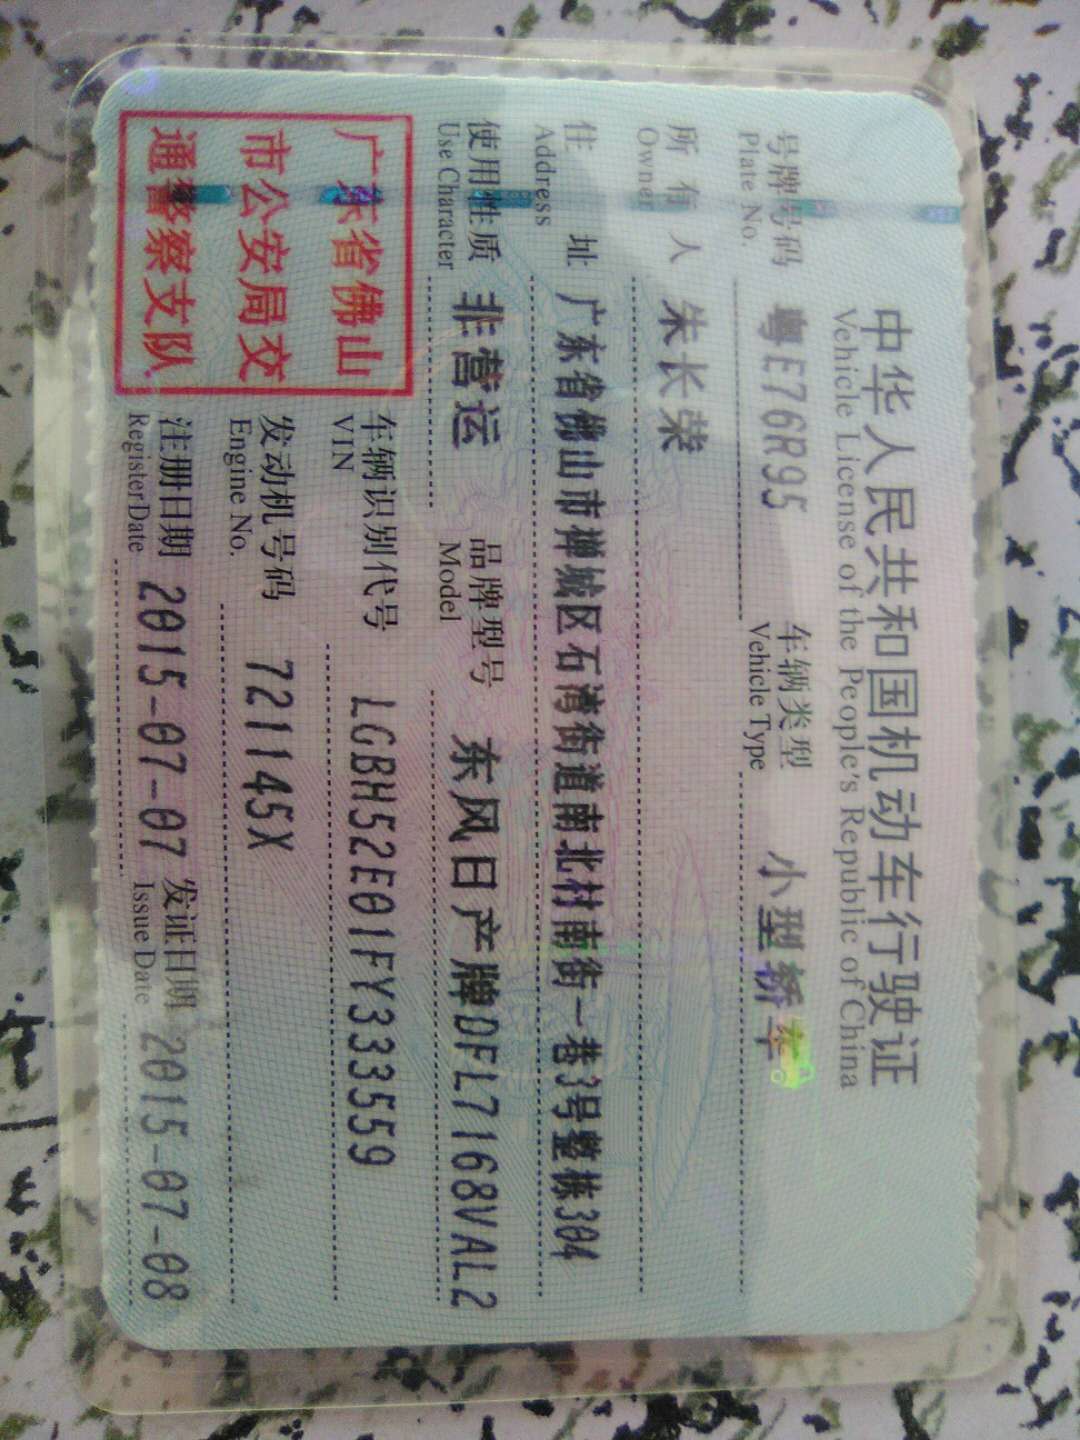 中华人民共和国机动车行驶证
Vehicle License of the People's Republic of China
号牌号码 粤E76R95 车辆类型 小型轿车
Plate No. Vehicle Type
所有人 朱长荣
Owner
住址 广东省佛山市禅城区石湾街道南北村南街一巷3号整栋304
Address
使用性质 非营运 品牌型号 东风日产牌DFL7168VAL2
Use Character Model
广东省佛山
市公安局交
通警察支队
车辆识别代号 LGBH52E01FY333559
VIN
发动机号码 721145X
Engine No.
注册日期 2015-07-07 发证日期 2015-07-08
RegisterDate Issue Date